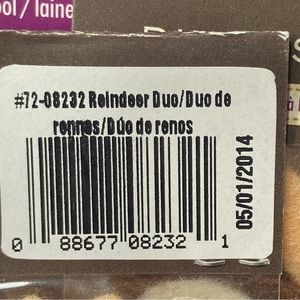 ool / laine
#72-08232 Reindeer Duo/Duo de
rennes/Dúo de renos
05/01/2014
0 88677 08232 1